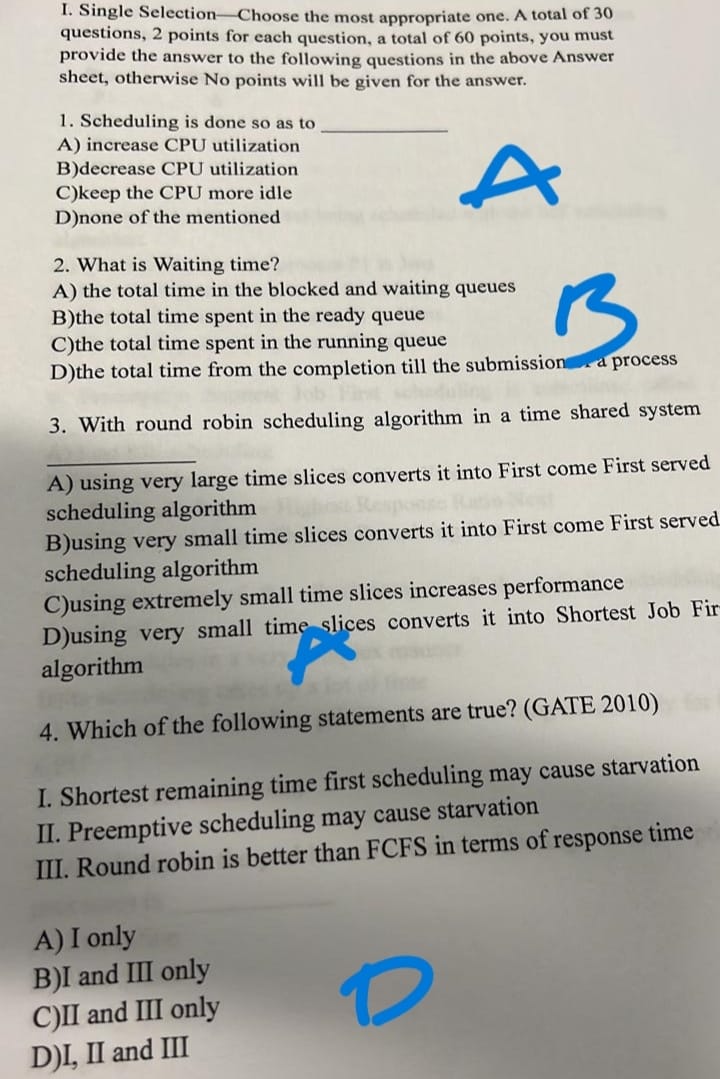 I. Single Selection—Choose the most appropriate one. A total of 30
questions, 2 points for each question, a total of 60 points, you must
provide the answer to the following questions in the above Answer
sheet, otherwise No points will be given for the answer.
1. Scheduling is done so as to ____________
A) increase CPU utilization
B)decrease CPU utilization
C)keep the CPU more idle
D)none of the mentioned
A
2. What is Waiting time?
A) the total time in the blocked and waiting queues
B)the total time spent in the ready queue
C)the total time spent in the running queue
D)the total time from the completion till the submission a process
B
3. With round robin scheduling algorithm in a time shared system
____________
A) using very large time slices converts it into First come First served
scheduling algorithm
B)using very small time slices converts it into First come First served
scheduling algorithm
C)using extremely small time slices increases performance
D)using very small time slices converts it into Shortest Job Fir
algorithm
A
4. Which of the following statements are true? (GATE 2010)
I. Shortest remaining time first scheduling may cause starvation
II. Preemptive scheduling may cause starvation
III. Round robin is better than FCFS in terms of response time
A) I only
B)I and III only
C)II and III only
D)I, II and III
D